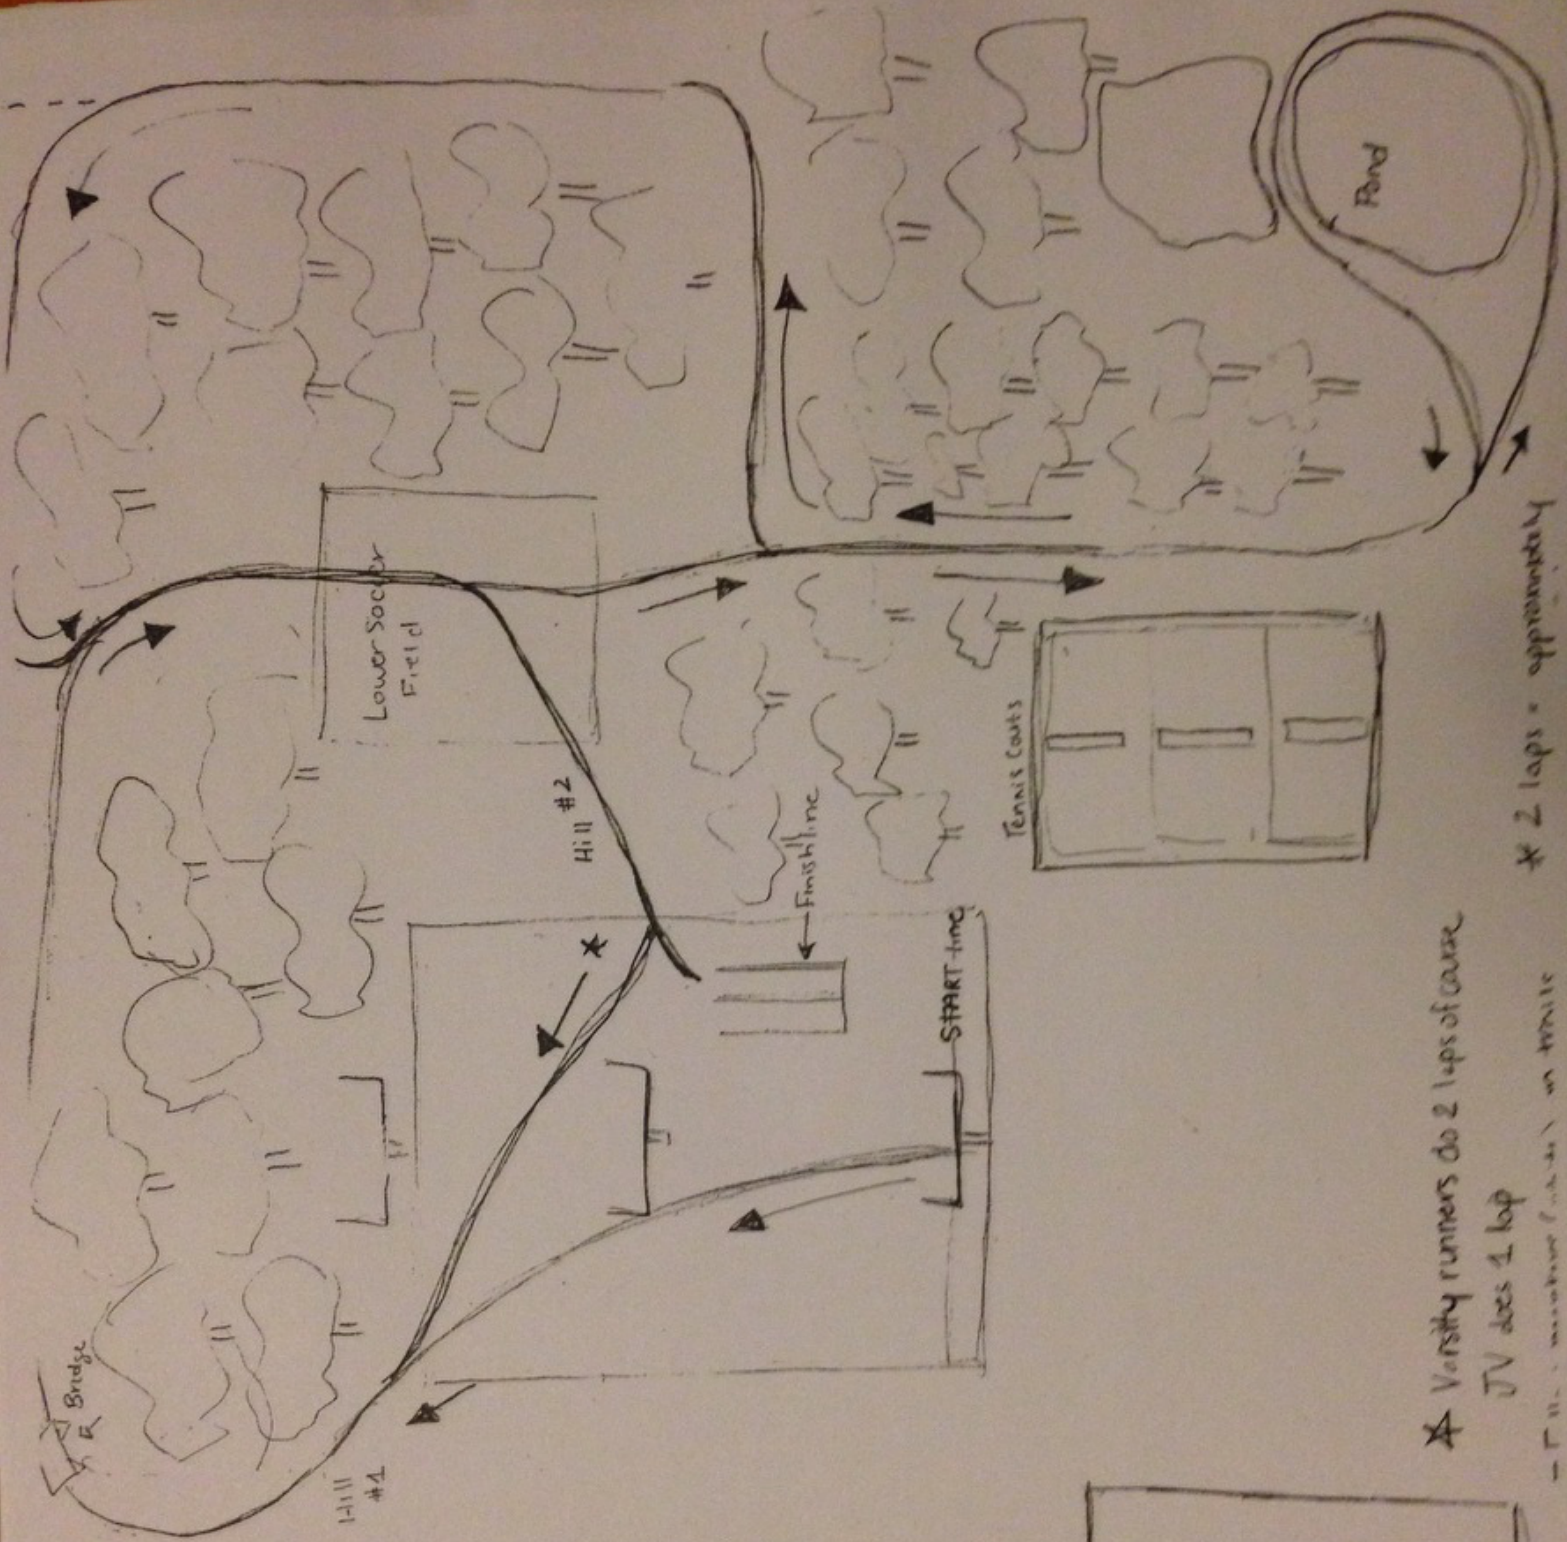 Pond
Lower Soccer
Field
Hill #2
Finish line
START line
Tennis Couts
Bridge
Hill
#1
* Varsity runners do 2 laps of course
JV does 1 lap
* 2 laps = approximately